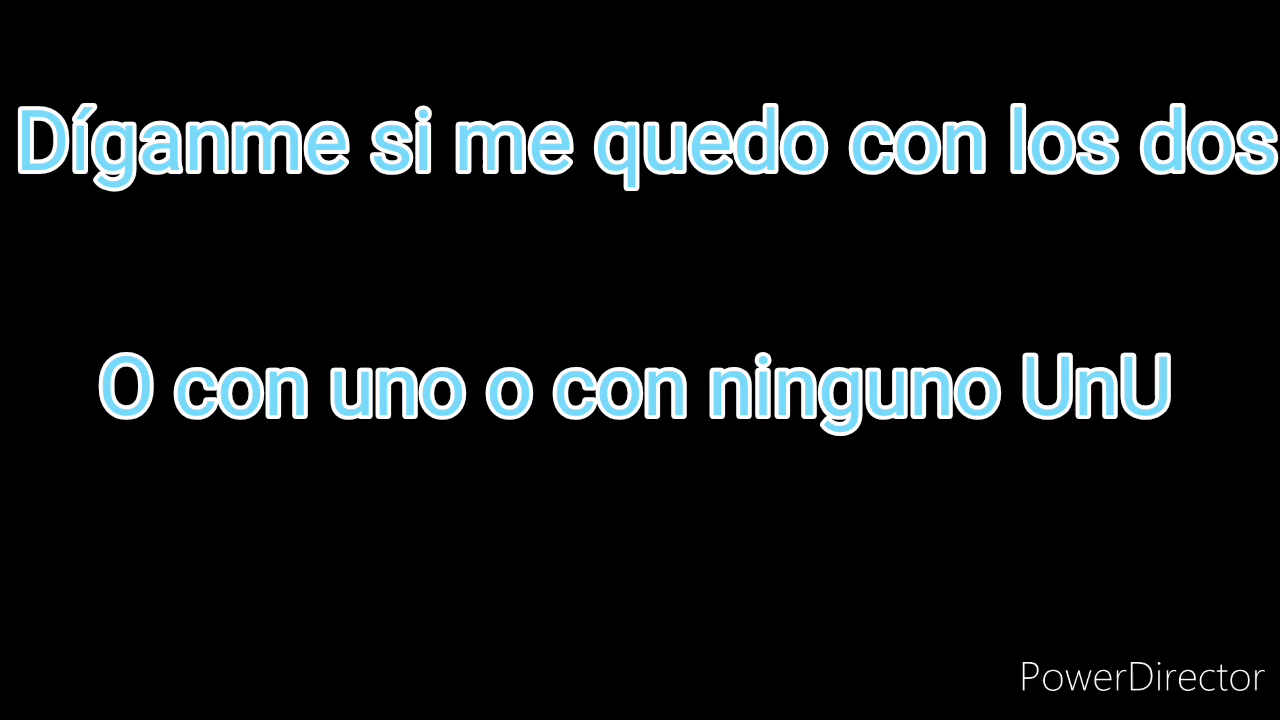 Díganme si me quedo con los dos
O con uno o con ninguno UnU
PowerDirector